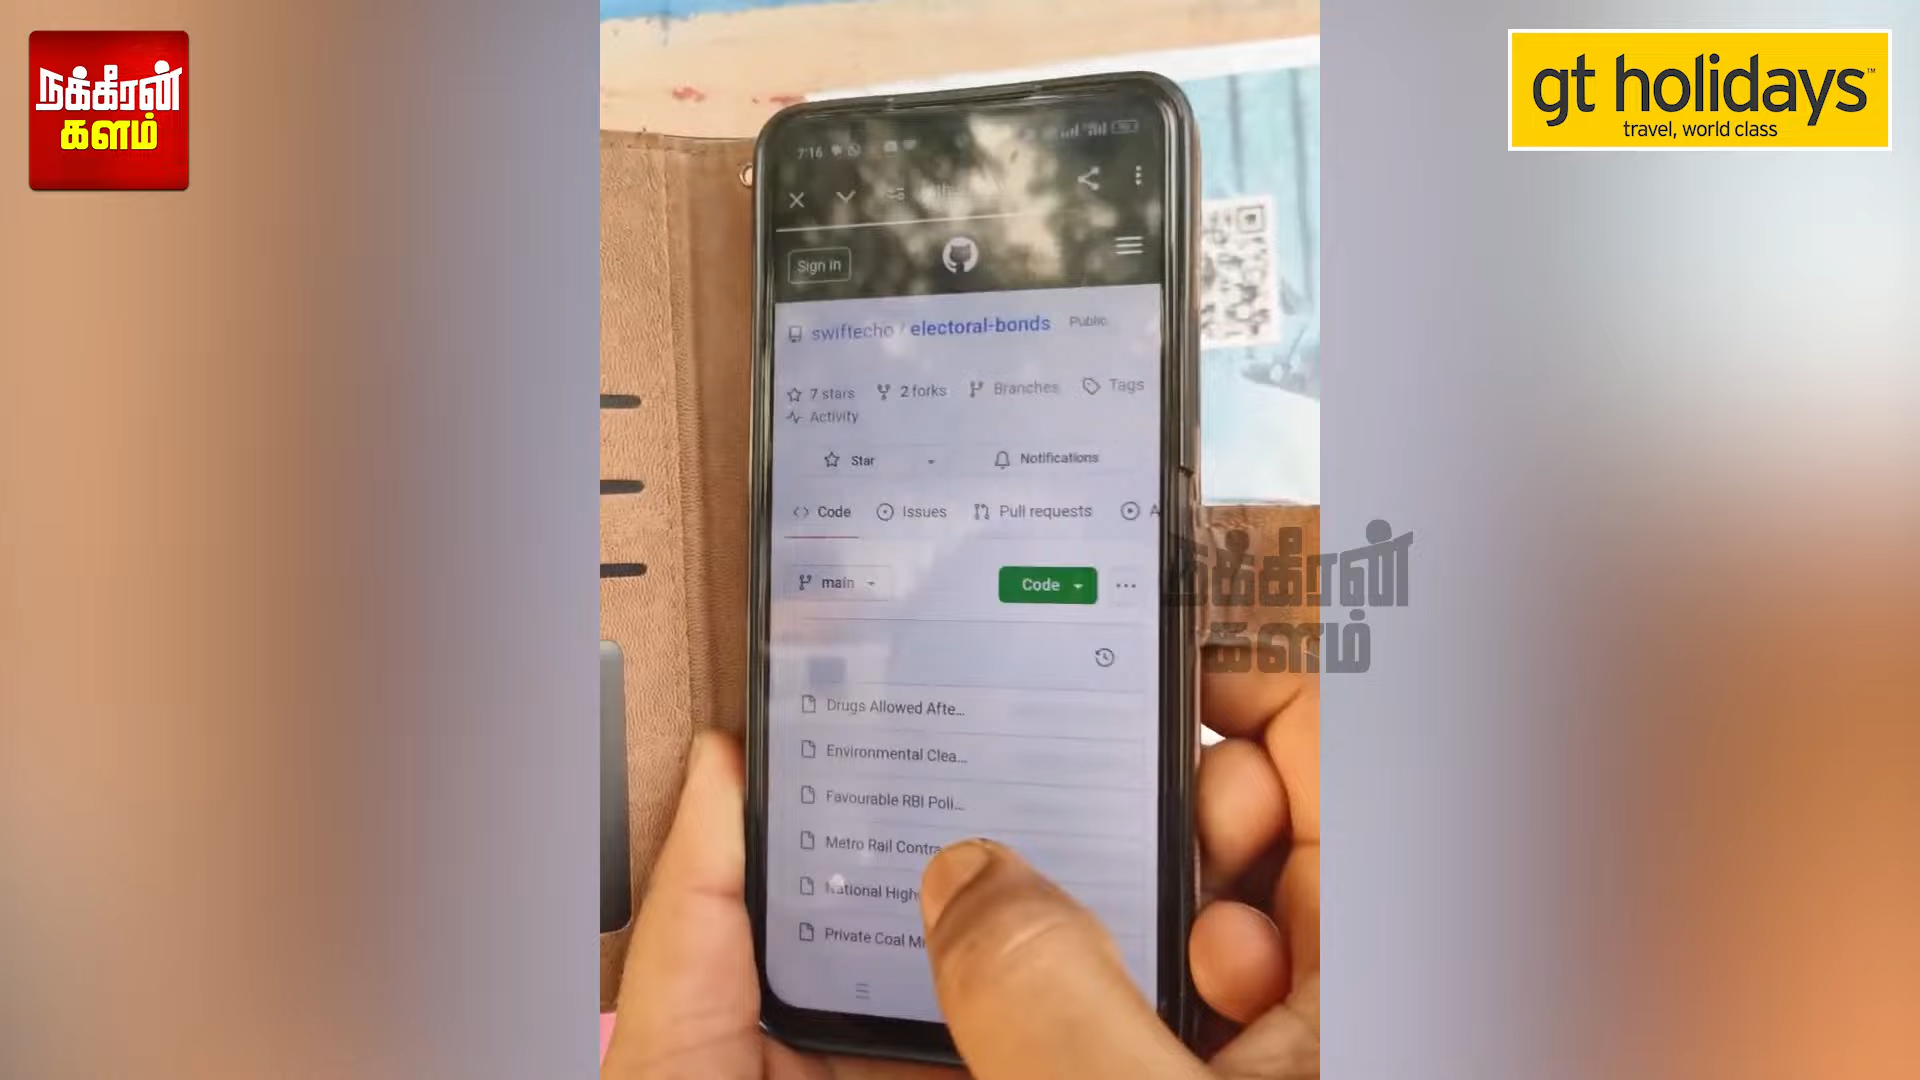 நக்கீரன்
களம்
gt holidays™
travel, world class
7:16
Sign in
swiftecho / electoral-bonds Public
7 stars 2 forks Branches Tags
Activity
Star Notifications
Code Issues Pull requests A
main Code
Drugs Allowed Afte...
Environmental Clea...
Favourable RBI Poli...
Metro Rail Contra
National High
Private Coal M
நக்கீரன்
களம்